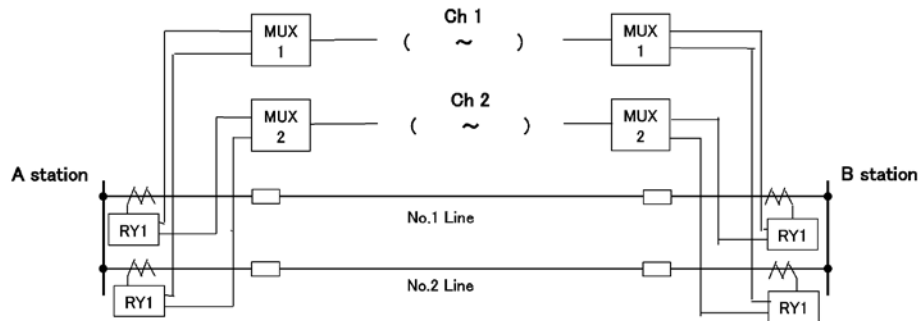 Ch 1
MUX
1
( ~ )
MUX
1
Ch 2
MUX
2
( ~ )
MUX
2
A station
B station
RY1
No.1 Line
RY1
RY1
No.2 Line
RY1